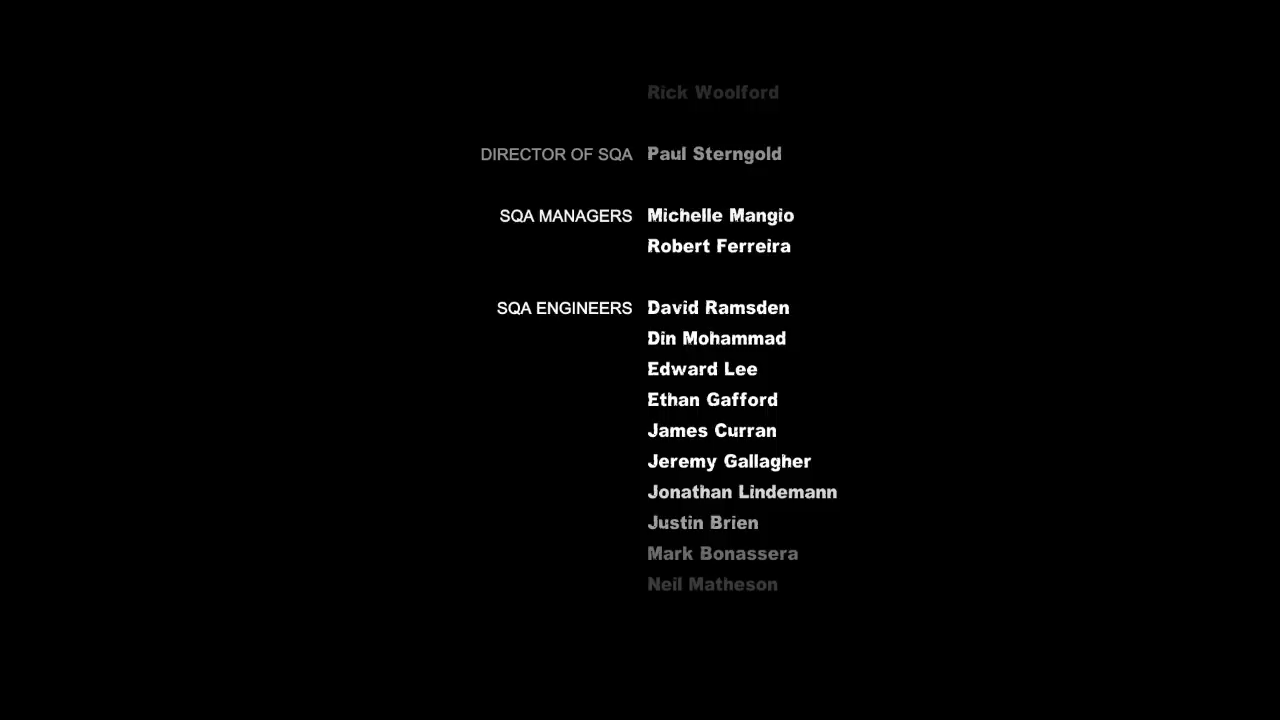 Rick Woolford
DIRECTOR OF SQA Paul Sterngold
SQA MANAGERS Michelle Mangio
Robert Ferreira
SQA ENGINEERS David Ramsden
Din Mohammad
Edward Lee
Ethan Gafford
James Curran
Jeremy Gallagher
Jonathan Lindemann
Justin Brien
Mark Bonassera
Neil Matheson